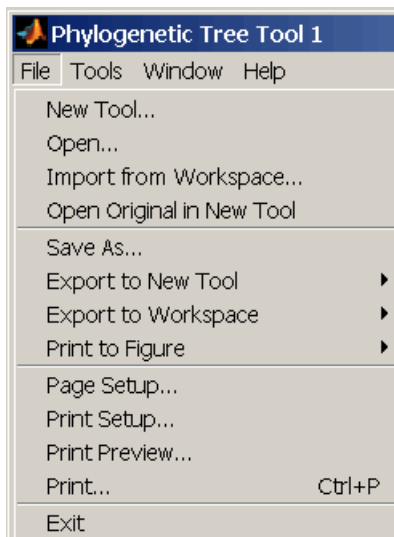 Phylogenetic Tree Tool 1
File Tools Window Help
New Tool...
Open...
Import from Workspace...
Open Original in New Tool
Save As...
Export to New Tool
Export to Workspace
Print to Figure
Page Setup...
Print Setup...
Print Preview...
Print... Ctrl+P
Exit